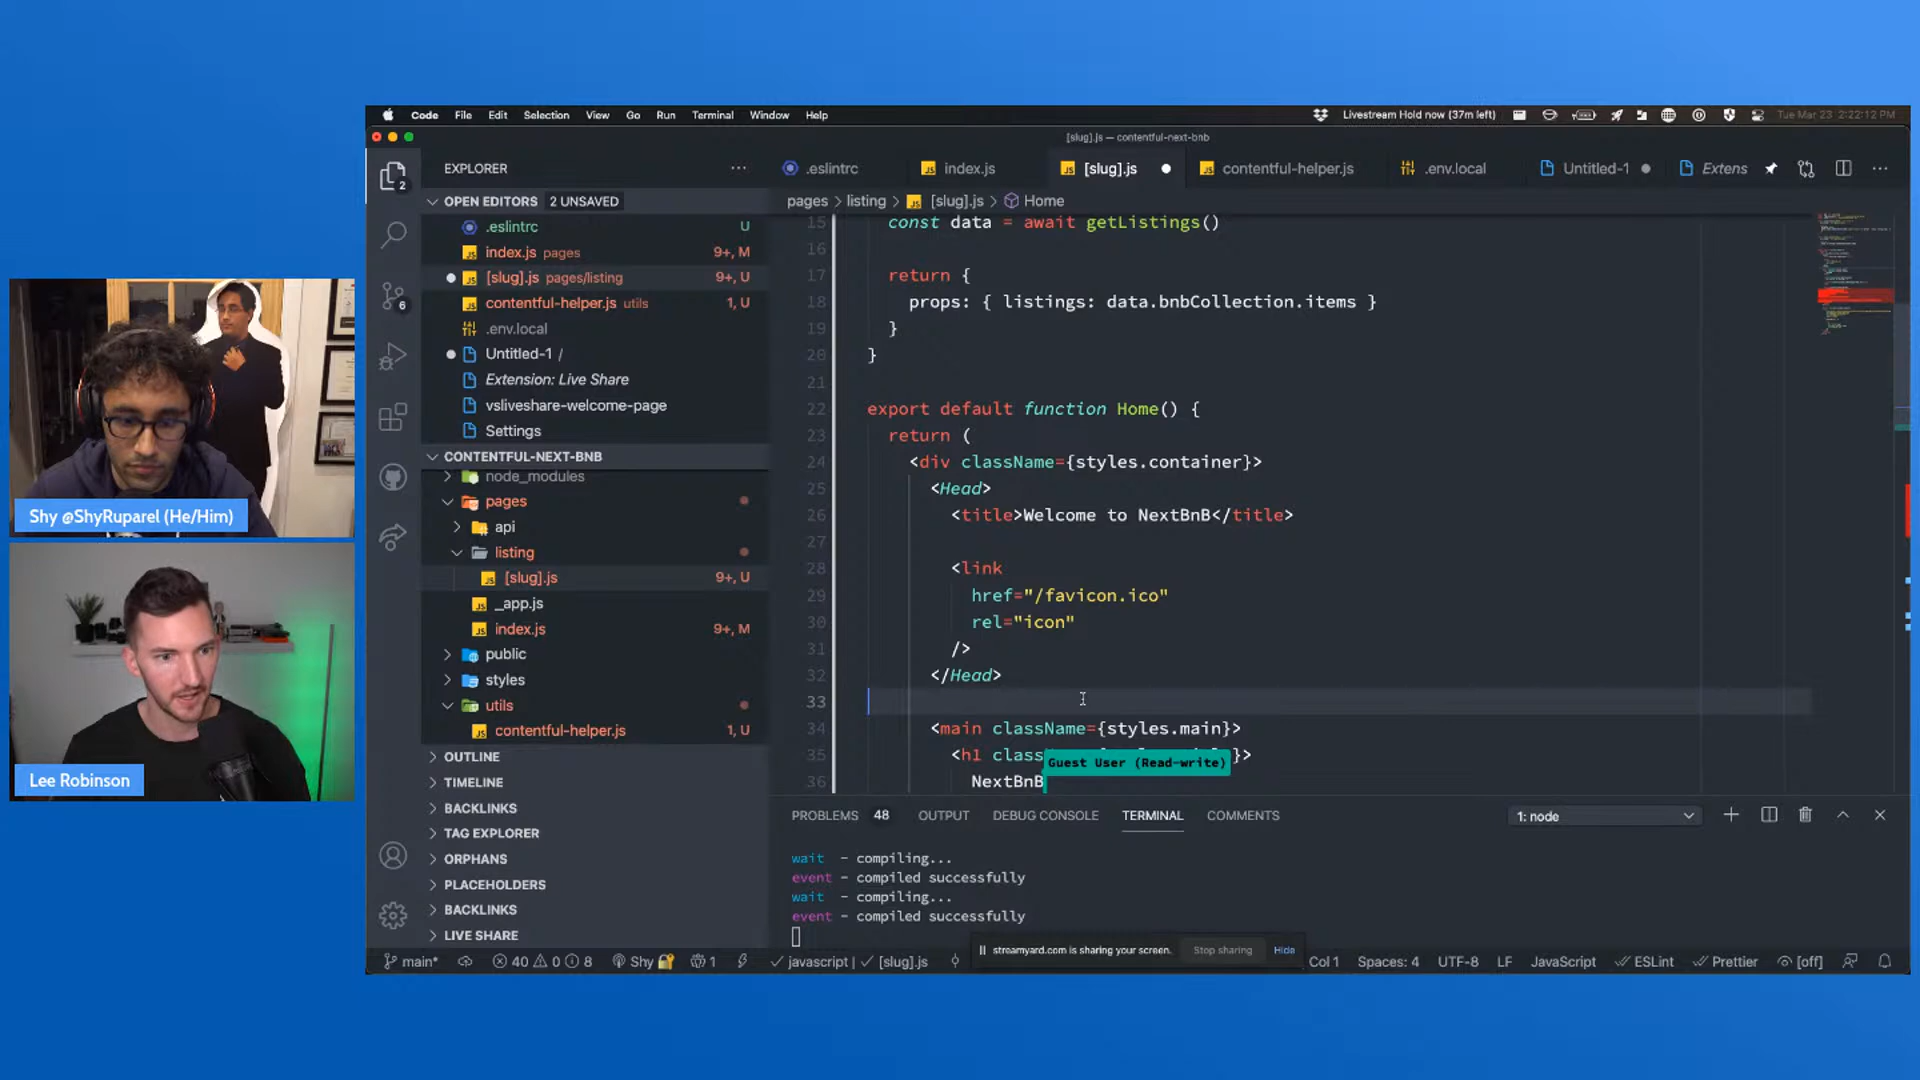 Code File Edit Selection View Go Run Terminal Window Help
Livestream Hold now (37m left)
Tue Mar 23 2:22:12 PM
[slug].js — contentful-next-bnb
EXPLORER
.eslintrc
index.js
[slug].js
contentful-helper.js
.env.local
Untitled-1
Extens
OPEN EDITORS 2 UNSAVED
.eslintrc U
index.js pages 9+, M
[slug].js pages/listing 9+, U
contentful-helper.js utils 1, U
.env.local
Untitled-1 /
Extension: Live Share
vsliveshare-welcome-page
Settings
CONTENTFUL-NEXT-BNB
node_modules
pages
api
listing
[slug].js 9+, U
_app.js
index.js 9+, M
public
styles
utils
contentful-helper.js 1, U
OUTLINE
TIMELINE
BACKLINKS
TAG EXPLORER
ORPHANS
PLACEHOLDERS
BACKLINKS
LIVE SHARE
2
6
pages > listing > [slug].js > Home
15 const data = await getListings()
16
17 return {
18 props: { listings: data.bnbCollection.items }
19 }
20 }
21
22 export default function Home() {
23 return (
24 <div className={styles.container}>
25 <Head>
26 <title>Welcome to NextBnB</title>
27
28 <link
29 href="/favicon.ico"
30 rel="icon"
31 />
32 </Head>
33
34 <main className={styles.main}>
35 <h1 class }>
Guest User (Read-write)
36 NextBnB
PROBLEMS 48 OUTPUT DEBUG CONSOLE TERMINAL COMMENTS
1: node
wait - compiling...
event - compiled successfully
wait - compiling...
event - compiled successfully
streamyard.com is sharing your screen. Stop sharing Hide
main* 40 0 8 Shy 1 javascript | [slug].js
Col 1 Spaces: 4 UTF-8 LF JavaScript ESLint Prettier [off]
Shy @ShyRuparel (He/Him)
Lee Robinson